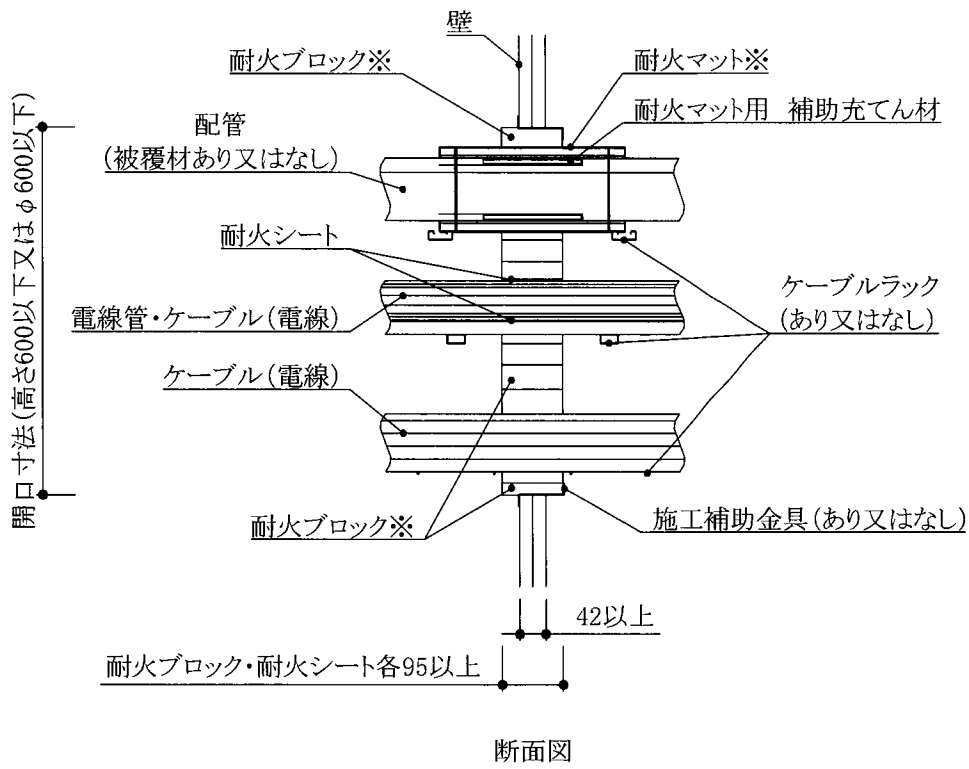 壁
耐火ブロック※
耐火マット※
耐火マット用 補助充てん材
配管
(被覆材あり又はなし)
開口寸法(高さ600以下又はφ600以下)
耐火シート
ケーブルラック
(あり又はなし)
電線管・ケーブル(電線)
ケーブル(電線)
耐火ブロック※
施工補助金具(あり又はなし)
42以上
耐火ブロック・耐火シート各95以上
断面図